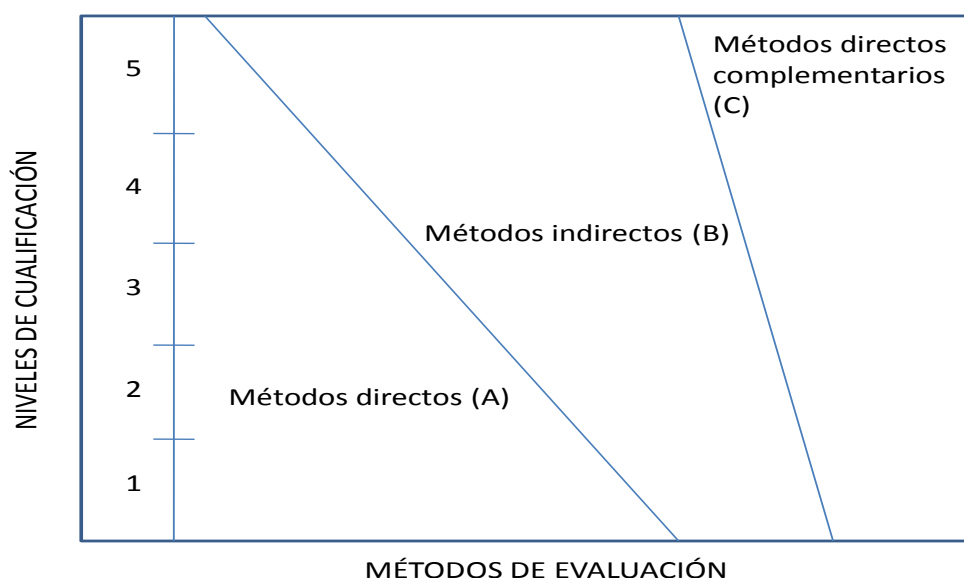 NIVELES DE CUALIFICACIÓN
5
4
3
2
1
Métodos directos
complementarios
(C)
Métodos indirectos (B)
Métodos directos (A)
MÉTODOS DE EVALUACIÓN